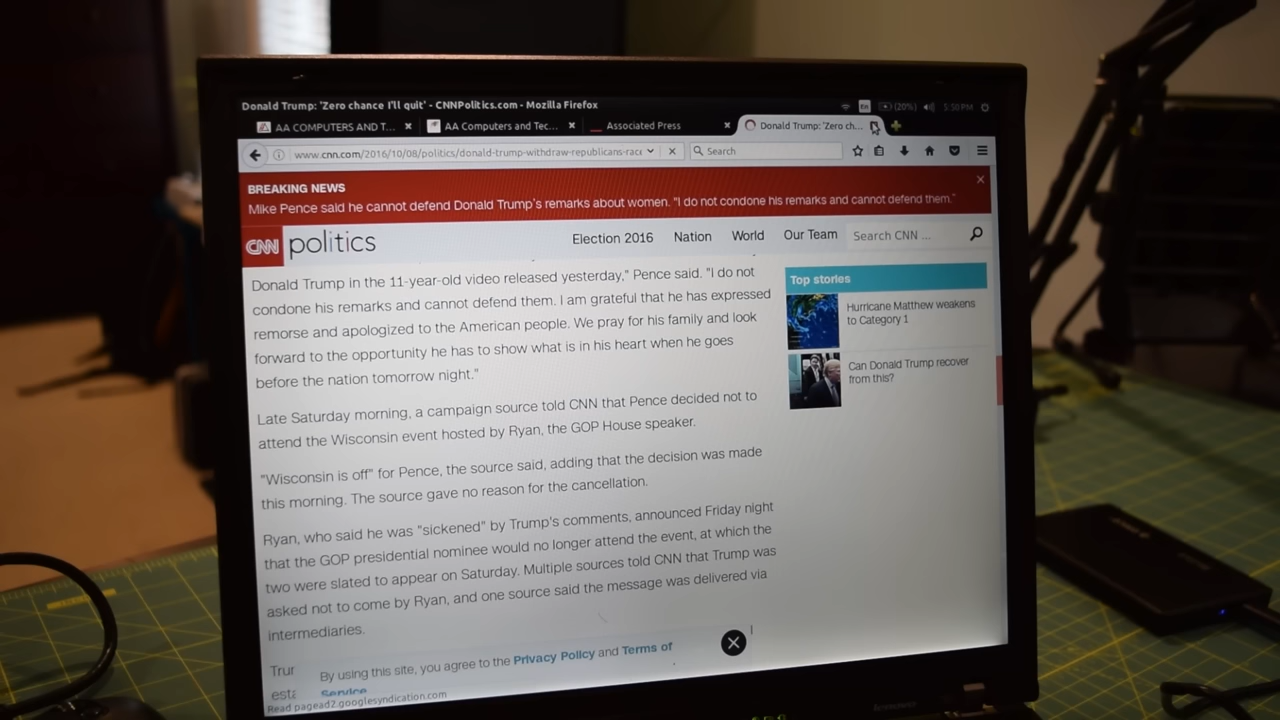 Donald Trump: 'Zero chance I'll quit' - CNNPolitics.com - Mozilla Firefox
En (20%) 5:50 PM
AA COMPUTERS AND T... × AA Computers and Tec... × Associated Press × Donald Trump: 'Zero ch...
www.cnn.com/2016/10/08/politics/donald-trump-withdraw-republicans-race
Search
BREAKING NEWS
Mike Pence said he cannot defend Donald Trump's remarks about women. "I do not condone his remarks and cannot defend them."
CNN politics
Election 2016 Nation World Our Team Search CNN ...
Donald Trump in the 11-year-old video released yesterday," Pence said. "I do not
condone his remarks and cannot defend them. I am grateful that he has expressed
remorse and apologized to the American people. We pray for his family and look
forward to the opportunity he has to show what is in his heart when he goes
before the nation tomorrow night."
Late Saturday morning, a campaign source told CNN that Pence decided not to
attend the Wisconsin event hosted by Ryan, the GOP House speaker.
"Wisconsin is off" for Pence, the source said, adding that the decision was made
this morning. The source gave no reason for the cancellation.
Ryan, who said he was "sickened" by Trump's comments, announced Friday night
that the GOP presidential nominee would no longer attend the event, at which the
two were slated to appear on Saturday. Multiple sources told CNN that Trump was
asked not to come by Ryan, and one source said the message was delivered via
intermediaries.
Top stories
Hurricane Matthew weakens
to Category 1
Can Donald Trump recover
from this?
By using this site, you agree to the Privacy Policy and Terms of
Service
Read pagead2.googlesyndication.com